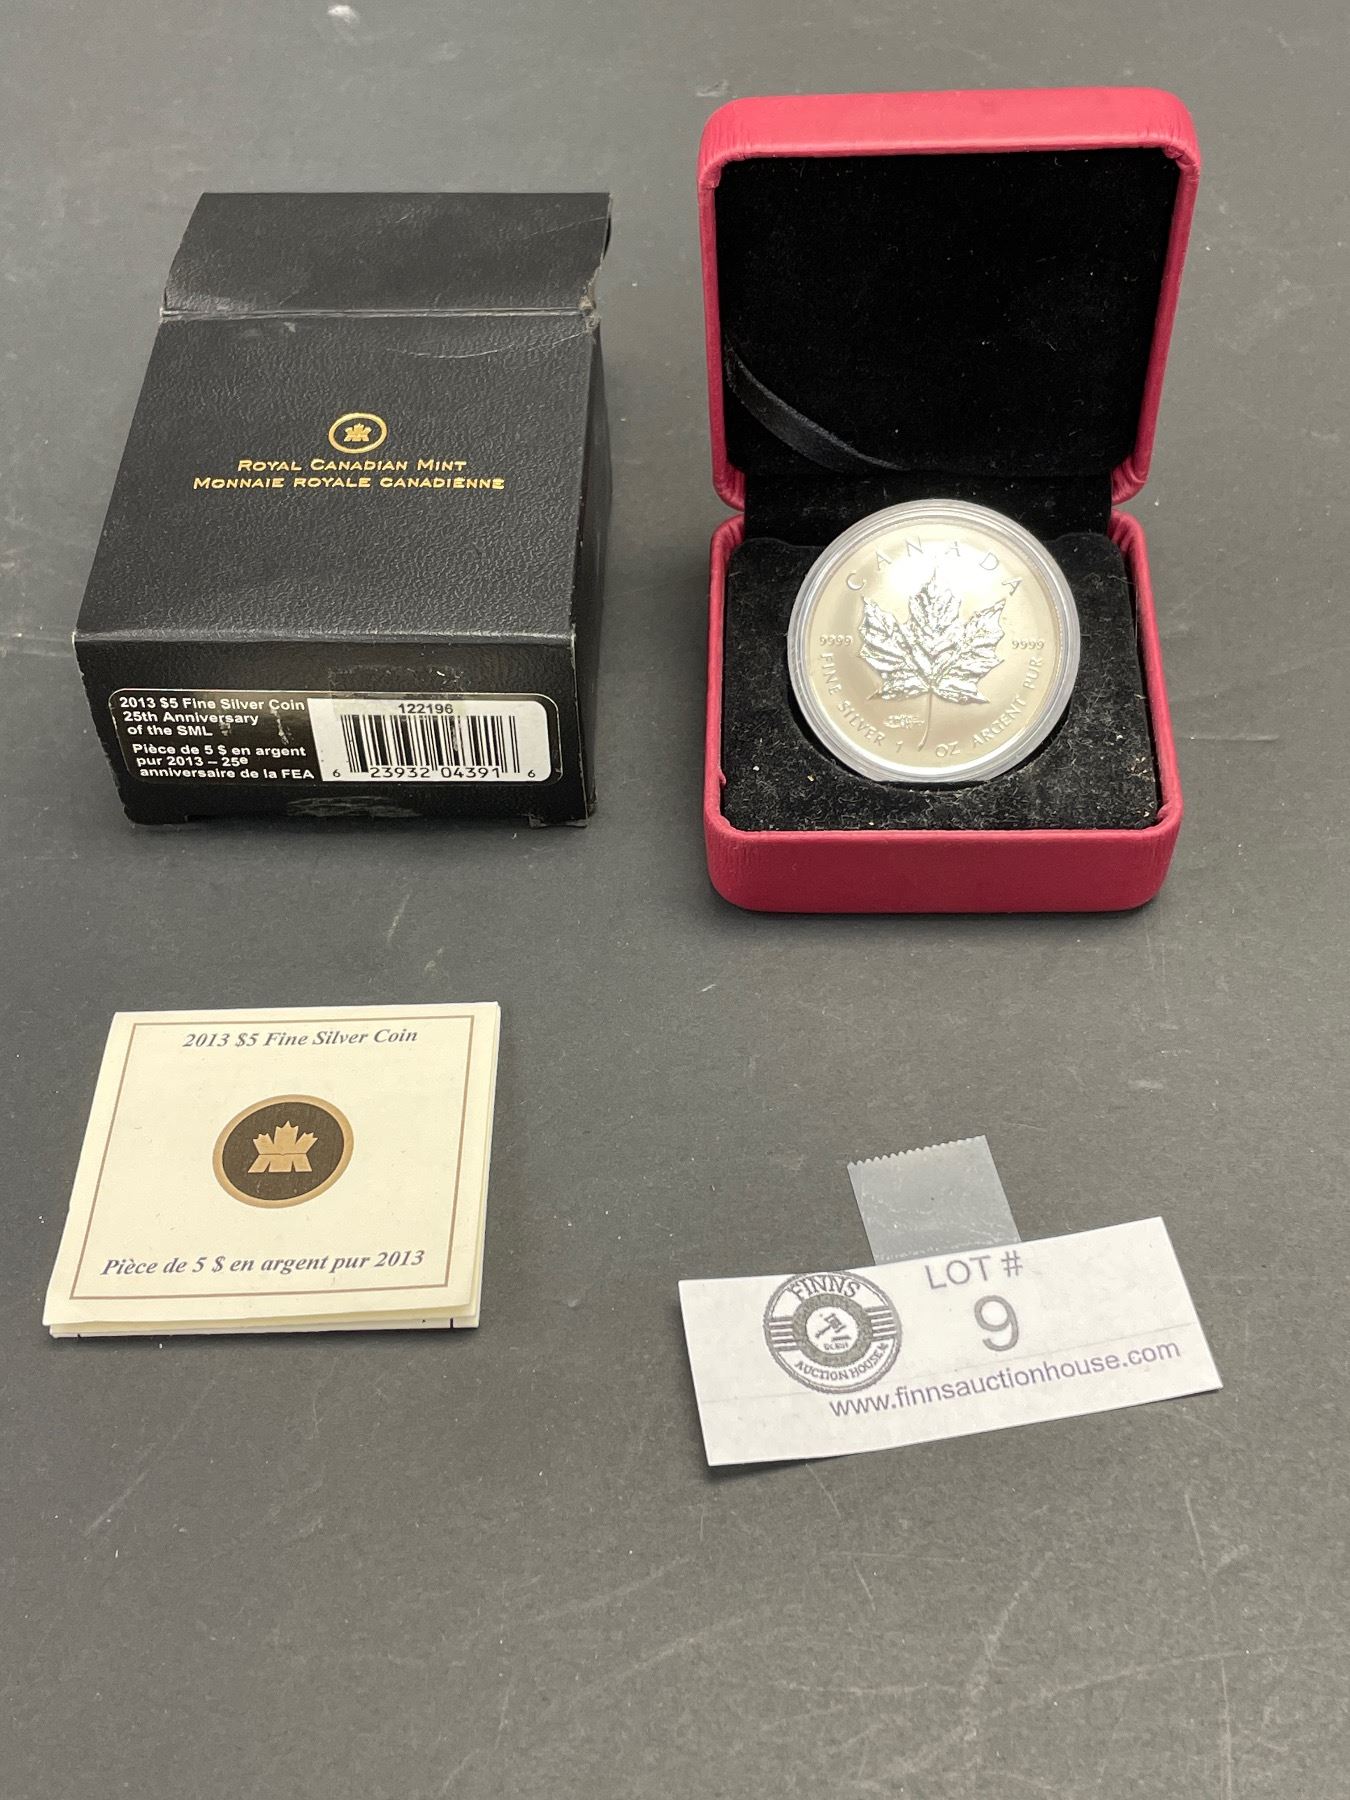 ROYAL CANADIAN MINT
MONNAIE ROYALE CANADIENNE
2013 $5 Fine Silver Coin
25th Anniversary
of the SML
Pièce de 5 $ en argent
pur 2013 – 25e
anniversaire de la FEA
122196
6 23932 04391 6
CANADA
9999 9999
FINE SILVER 1 OZ ARGENT PUR
2013 $5 Fine Silver Coin
Pièce de 5 $ en argent pur 2013
FINNS
AUCTION HOUSE
LOT #
9
www.finnsauctionhouse.com